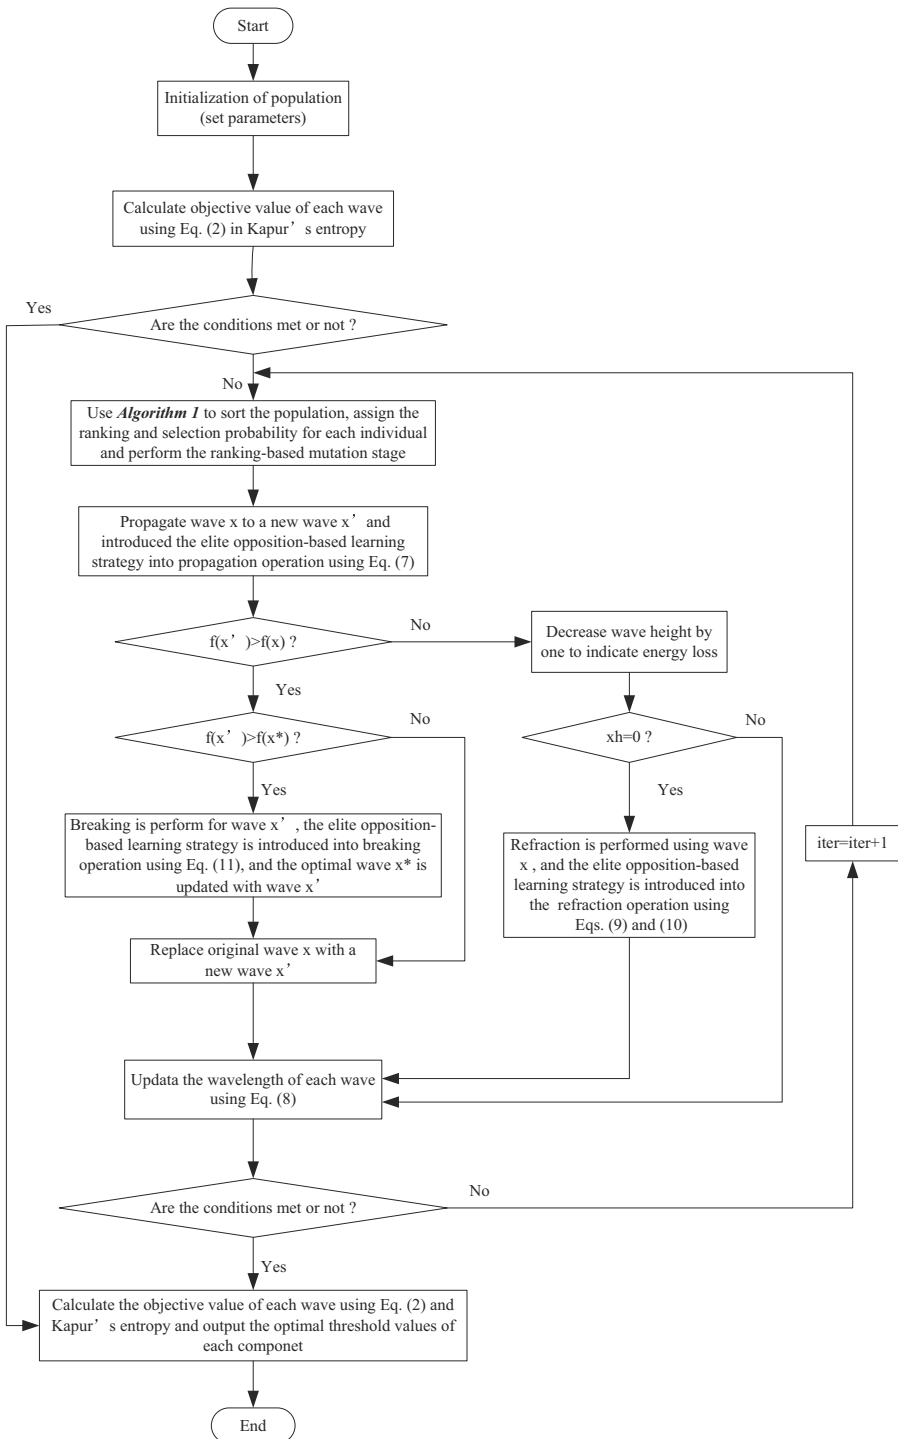 Start
Initialization of population
(set parameters)
Calculate objective value of each wave
using Eq. (2) in Kapur’s entropy
Yes
Are the conditions met or not ?
No
Use Algorithm 1 to sort the population, assign the
ranking and selection probability for each individual
and perform the ranking-based mutation stage
Propagate wave x to a new wave x’ and
introduced the elite opposition-based learning
strategy into propagation operation using Eq. (7)
f(x’)>f(x) ?
No
Decrease wave height by
one to indicate energy loss
Yes
f(x’)>f(x*) ?
No
xh=0 ?
No
Yes
Yes
Breaking is perform for wave x’, the elite opposition-
based learning strategy is introduced into breaking
operation using Eq. (11), and the optimal wave x* is
updated with wave x’
Refraction is performed using wave
x , and the elite opposition-based
learning strategy is introduced into
the refraction operation using
Eqs. (9) and (10)
iter=iter+1
Replace original wave x with a
new wave x’
Updata the wavelength of each wave
using Eq. (8)
Are the conditions met or not ?
No
Yes
Calculate the objective value of each wave using Eq. (2) and
Kapur’s entropy and output the optimal threshold values of
each componet
End